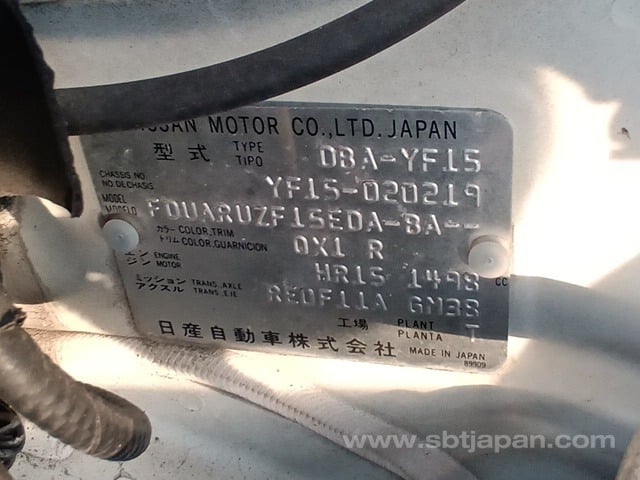 NISSAN MOTOR CO.,LTD.JAPAN
型式 TYPE TIPO DBA-YF15
CHASSIS NO NO DECHASIS YF15-020219
MODEL MODELO FDUARUZF15EDA-BA--
カラー COLOR,TRIM
トリム COLOR,GUARNICION QX1 R
エンジン ENGINE MOTOR HR15 1498 CC
ミッション TRANS.AXLE
アクスル TRANS.EJE RE0F11A GM38
工場 PLANT PLANTA T
日産自動車株式会社 MADE IN JAPAN
89909
www.sbtjapan.com